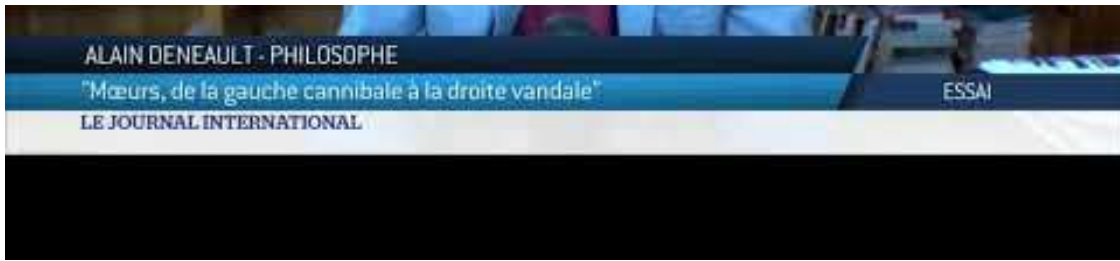 ALAIN DENEAULT - PHILOSOPHE
"Mœurs, de la gauche cannibale à la droite vandale"
ESSAI
LE JOURNAL INTERNATIONAL